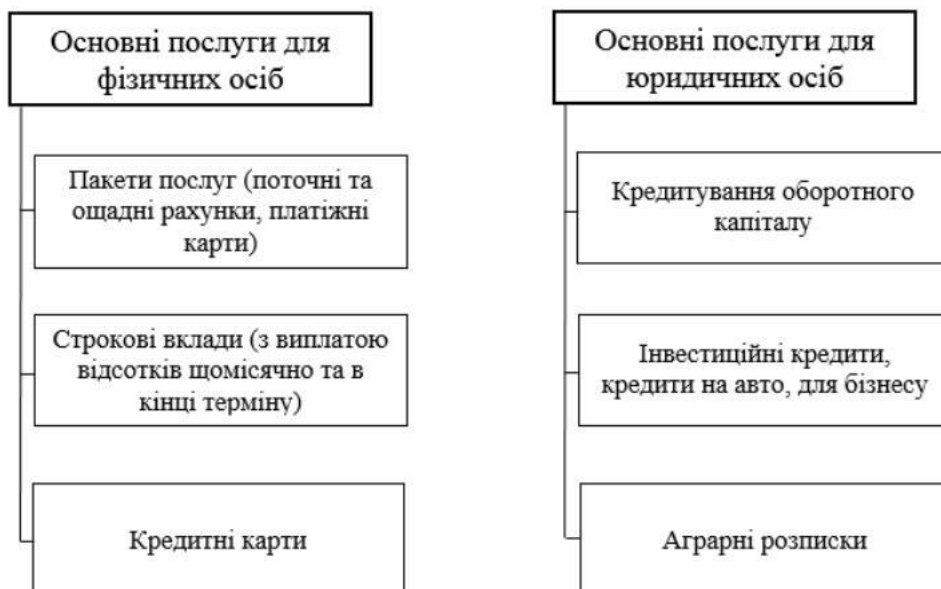 Основні послуги для
фізичних осіб
Пакети послуг (поточні та
ощадні рахунки, платіжні
карти)
Строкові вклади (з виплатою
відсотків щомісячно та в
кінці терміну)
Кредитні карти
Основні послуги для
юридичних осіб
Кредитування оборотного
капіталу
Інвестиційні кредити,
кредити на авто, для бізнесу
Аграрні розписки